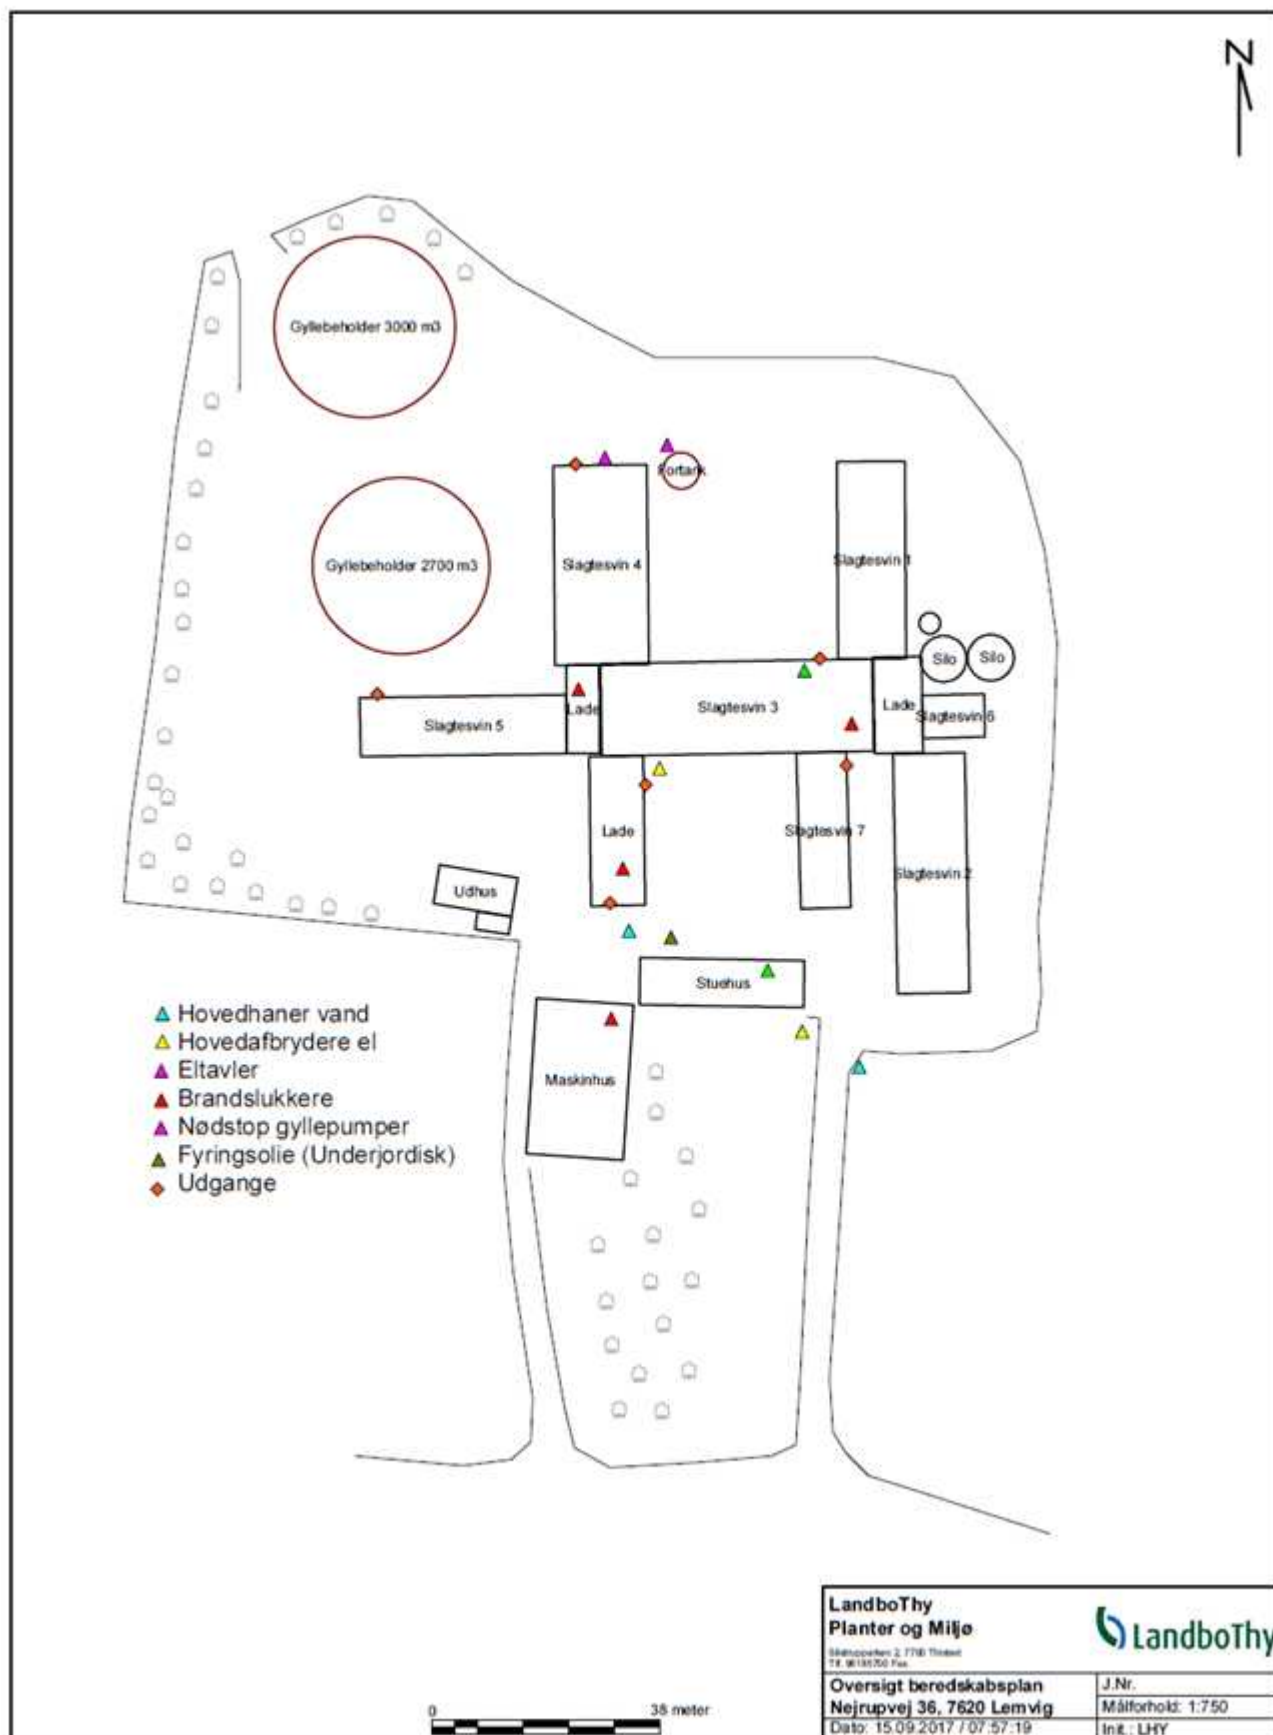 N
Gyllebeholder 3000 m3
Fortank
Gyllebeholder 2700 m3
Slagtesvin 4
Slagtesvin 1
Silo
Silo
Lade
Slagtesvin 3
Lade
Slagtesvin 6
Slagtesvin 5
Lade
Slagtesvin 7
Slagtesvin 2
Udhus
Stuehus
Maskinhus
Hovedhaner vand
Hovedafbrydere el
Eltavler
Brandslukkere
Nødstop gyllepumper
Fyringsolie (Underjordisk)
Udgange
0 38 meter
LandboThy
Planter og Miljø
LandboThy
Oversigt beredskabsplan
Nejrupvej 36, 7620 Lemvig
Dato: 15.09.2017 / 07:57:19
J.Nr.
Målforhold: 1:750
Init.: LHY